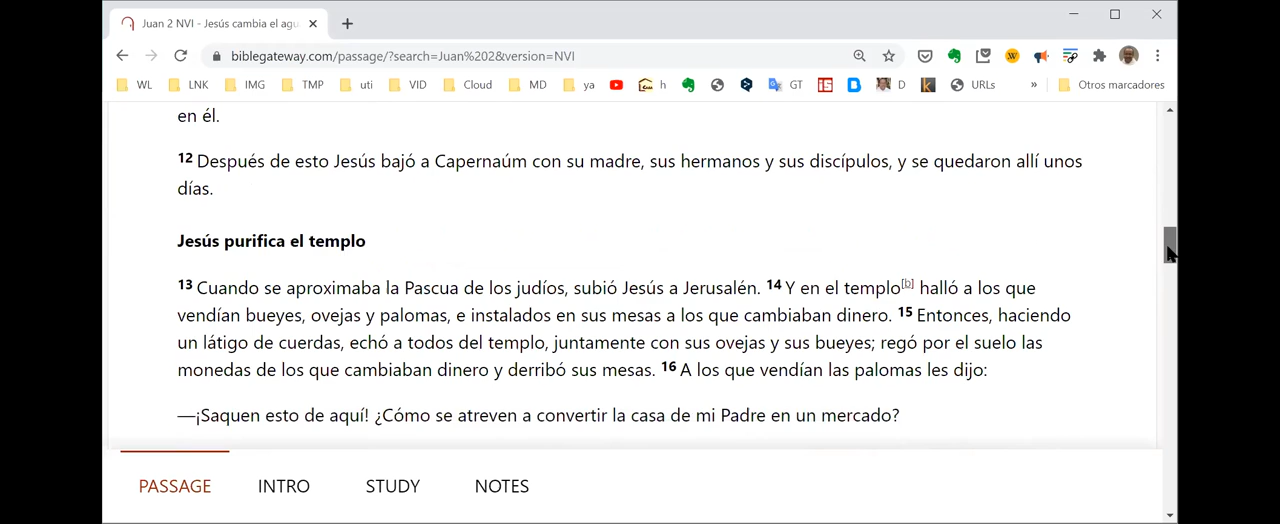 Juan 2 NVI - Jesús cambia el agu
biblegateway.com/passage/?search=Juan%202&version=NVI
WL LNK IMG TMP uti VID Cloud MD ya h GT D URLs » Otros marcadores
en él.
12 Después de esto Jesús bajó a Capernaúm con su madre, sus hermanos y sus discípulos, y se quedaron allí unos
días.
Jesús purifica el templo
13 Cuando se aproximaba la Pascua de los judíos, subió Jesús a Jerusalén. 14 Y en el templo[b] halló a los que
vendían bueyes, ovejas y palomas, e instalados en sus mesas a los que cambiaban dinero. 15 Entonces, haciendo
un látigo de cuerdas, echó a todos del templo, juntamente con sus ovejas y sus bueyes; regó por el suelo las
monedas de los que cambiaban dinero y derribó sus mesas. 16 A los que vendían las palomas les dijo:
—¡Saquen esto de aquí! ¿Cómo se atreven a convertir la casa de mi Padre en un mercado?
PASSAGE INTRO STUDY NOTES